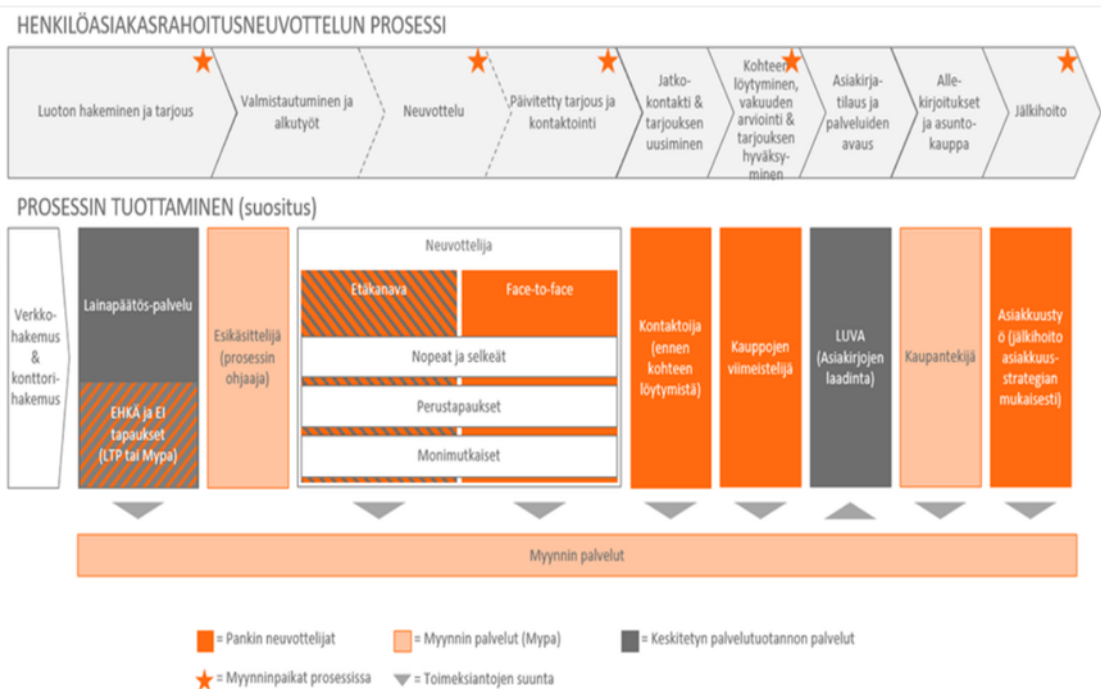 HENKILÖASIAKASRAHOITUSNEUVOTTELUN PROSESSI
Luoton hakeminen ja tarjous
Valmistautuminen ja
alkutyöt
Neuvottelu
Päivitetty tarjous ja
kontaktointi
Jatko-
kontakti &
tarjouksen
uusiminen
Kohteen
löytyminen,
vakuuden
arviointi &
tarjouksen
hyväksy-
minen
Asiakirja-
tilaus ja
palveluiden
avaus
Alle-
kirjoitukset
ja asunto-
kauppa
Jälkihoito
PROSESSIN TUOTTAMINEN (suositus)
Verkko-
hakemus
&
konttori-
hakemus
Lainapäätös-palvelu
EHKÄ ja EI
tapaukset
(LTP tai Mypa)
Esikäsittelijä
(prosessin
ohjaaja)
Neuvottelija
Etäkanava
Face-to-face
Nopeat ja selkeät
Perustapaukset
Monimutkaiset
Kontaktoija
(ennen
kohteen
löytymistä)
Kauppojen
viimeistelijä
LUVA
(Asiakirjojen
laadinta)
Kaupantekijä
Asiakkuusty
ö (jälkihoito
asiakkuus-
strategian
mukaisesti)
Myynnin palvelut
= Pankin neuvottelijat
= Myynnin palvelut (Mypa)
= Keskitetyn palvelutuotannon palvelut
= Myynninpaikat prosessissa
= Toimeksiantojen suunta